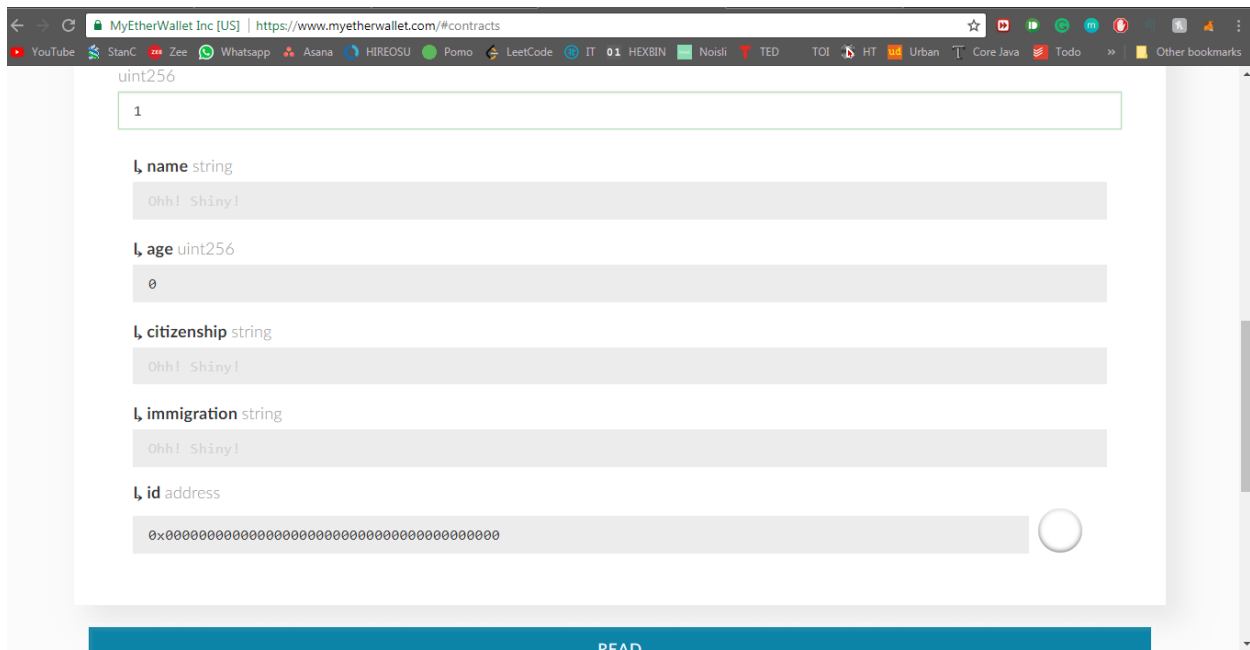 MyEtherWallet Inc [US] | https://www.myetherwallet.com/#contracts
YouTube StanC Zee Whatsapp Asana HIREOSU Pomo LeetCode IT 01 HEXBIN Noisli TED TOI HT Urban Core Java Todo » Other bookmarks
uint256
1
↳ name string
Ohh! Shiny!
↳ age uint256
0
↳ citizenship string
Ohh! Shiny!
↳ immigration string
Ohh! Shiny!
↳ id address
0x0000000000000000000000000000000000000000
READ